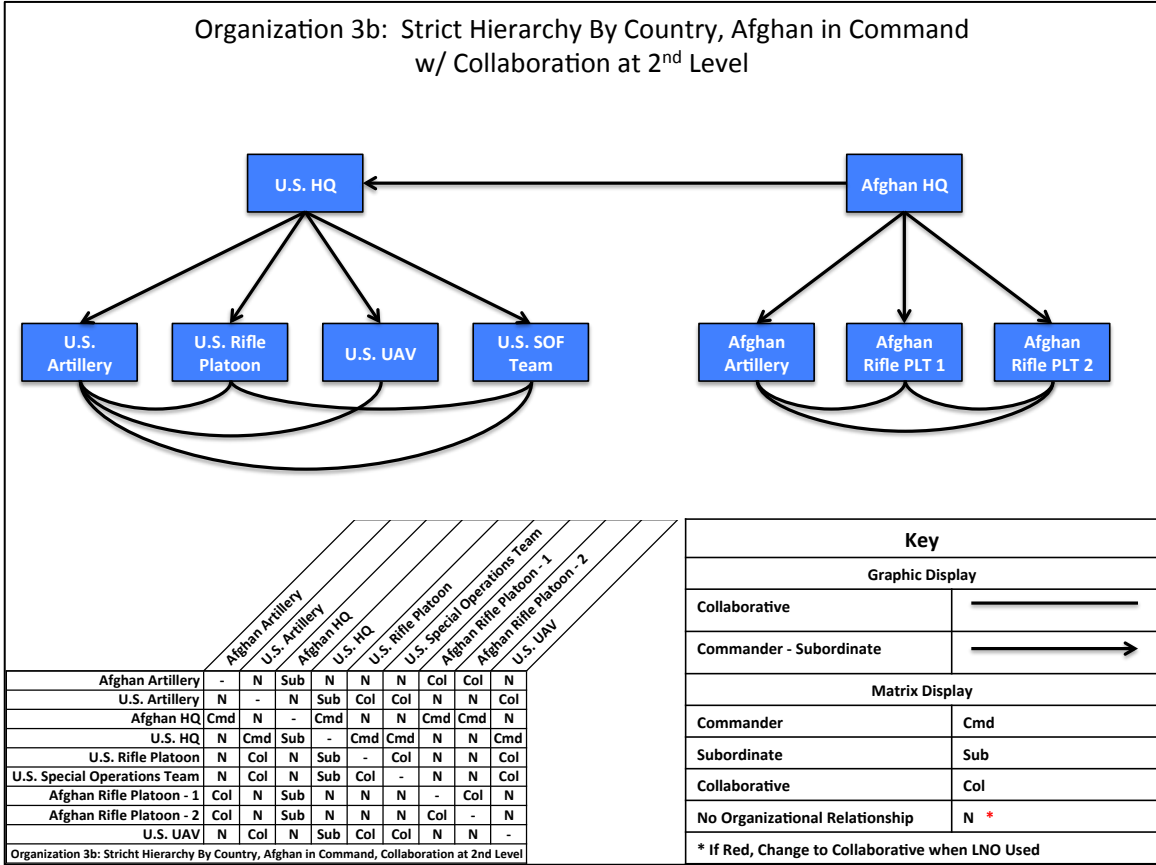 Organization 3b:  Strict Hierarchy By Country, Afghan in Command
w/ Collaboration at 2nd Level
U.S. HQ
Afghan HQ
U.S.
Artillery
U.S. Rifle
Platoon
U.S. UAV
U.S. SOF
Team
Afghan
Artillery
Afghan
Rifle PLT 1
Afghan
Rifle PLT 2
Afghan Artillery
U.S. Artillery
Afghan HQ
U.S. HQ
U.S. Rifle Platoon
U.S. Special Operations Team
Afghan Rifle Platoon - 1
Afghan Rifle Platoon - 2
U.S. UAV
Afghan Artillery - N Sub N N N Col Col N
U.S. Artillery N - N Sub Col Col N N Col
Afghan HQ Cmd N - Cmd N N Cmd Cmd N
U.S. HQ N Cmd Sub - Cmd Cmd N N Cmd
U.S. Rifle Platoon N Col N Sub - Col N N Col
U.S. Special Operations Team N Col N Sub Col - N N Col
Afghan Rifle Platoon - 1 Col N Sub N N N - Col N
Afghan Rifle Platoon - 2 Col N Sub N N N Col - N
U.S. UAV N Col N Sub Col Col N N -
Organization 3b: Stricht Hierarchy By Country, Afghan in Command, Collaboration at 2nd Level
Key
Graphic Display
Collaborative
Commander - Subordinate
Matrix Display
Commander Cmd
Subordinate Sub
Collaborative Col
No Organizational Relationship N *
* If Red, Change to Collaborative when LNO Used